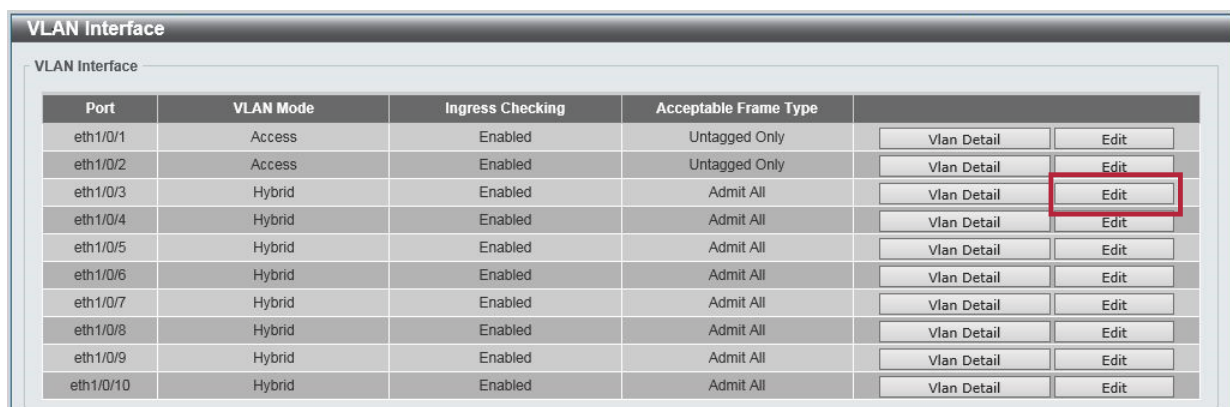 VLAN Interface
VLAN Interface
Port VLAN Mode Ingress Checking Acceptable Frame Type
eth1/0/1 Access Enabled Untagged Only Vlan Detail Edit
eth1/0/2 Access Enabled Untagged Only Vlan Detail Edit
eth1/0/3 Hybrid Enabled Admit All Vlan Detail Edit
eth1/0/4 Hybrid Enabled Admit All Vlan Detail Edit
eth1/0/5 Hybrid Enabled Admit All Vlan Detail Edit
eth1/0/6 Hybrid Enabled Admit All Vlan Detail Edit
eth1/0/7 Hybrid Enabled Admit All Vlan Detail Edit
eth1/0/8 Hybrid Enabled Admit All Vlan Detail Edit
eth1/0/9 Hybrid Enabled Admit All Vlan Detail Edit
eth1/0/10 Hybrid Enabled Admit All Vlan Detail Edit